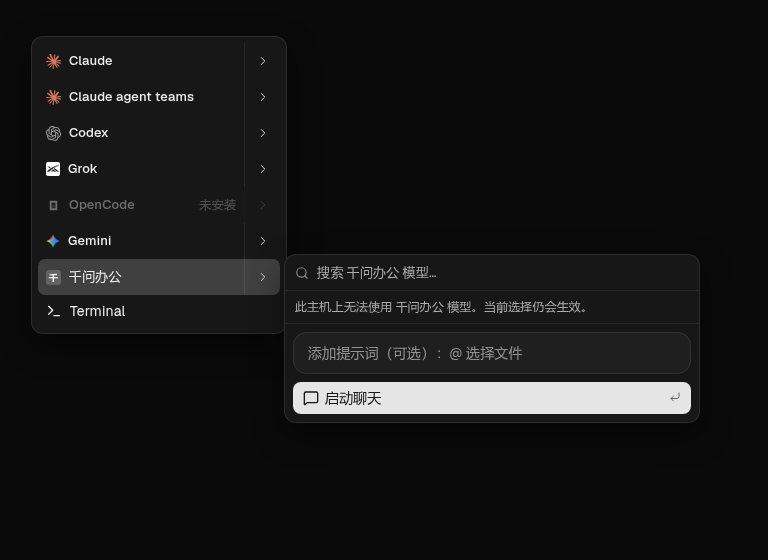 Claude
Claude agent teams
Codex
Grok
OpenCode 未安装
Gemini
千问办公
Terminal
搜索 千问办公 模型…
此主机上无法使用 千问办公 模型。当前选择仍会生效。
添加提示词（可选）：@ 选择文件
启动聊天